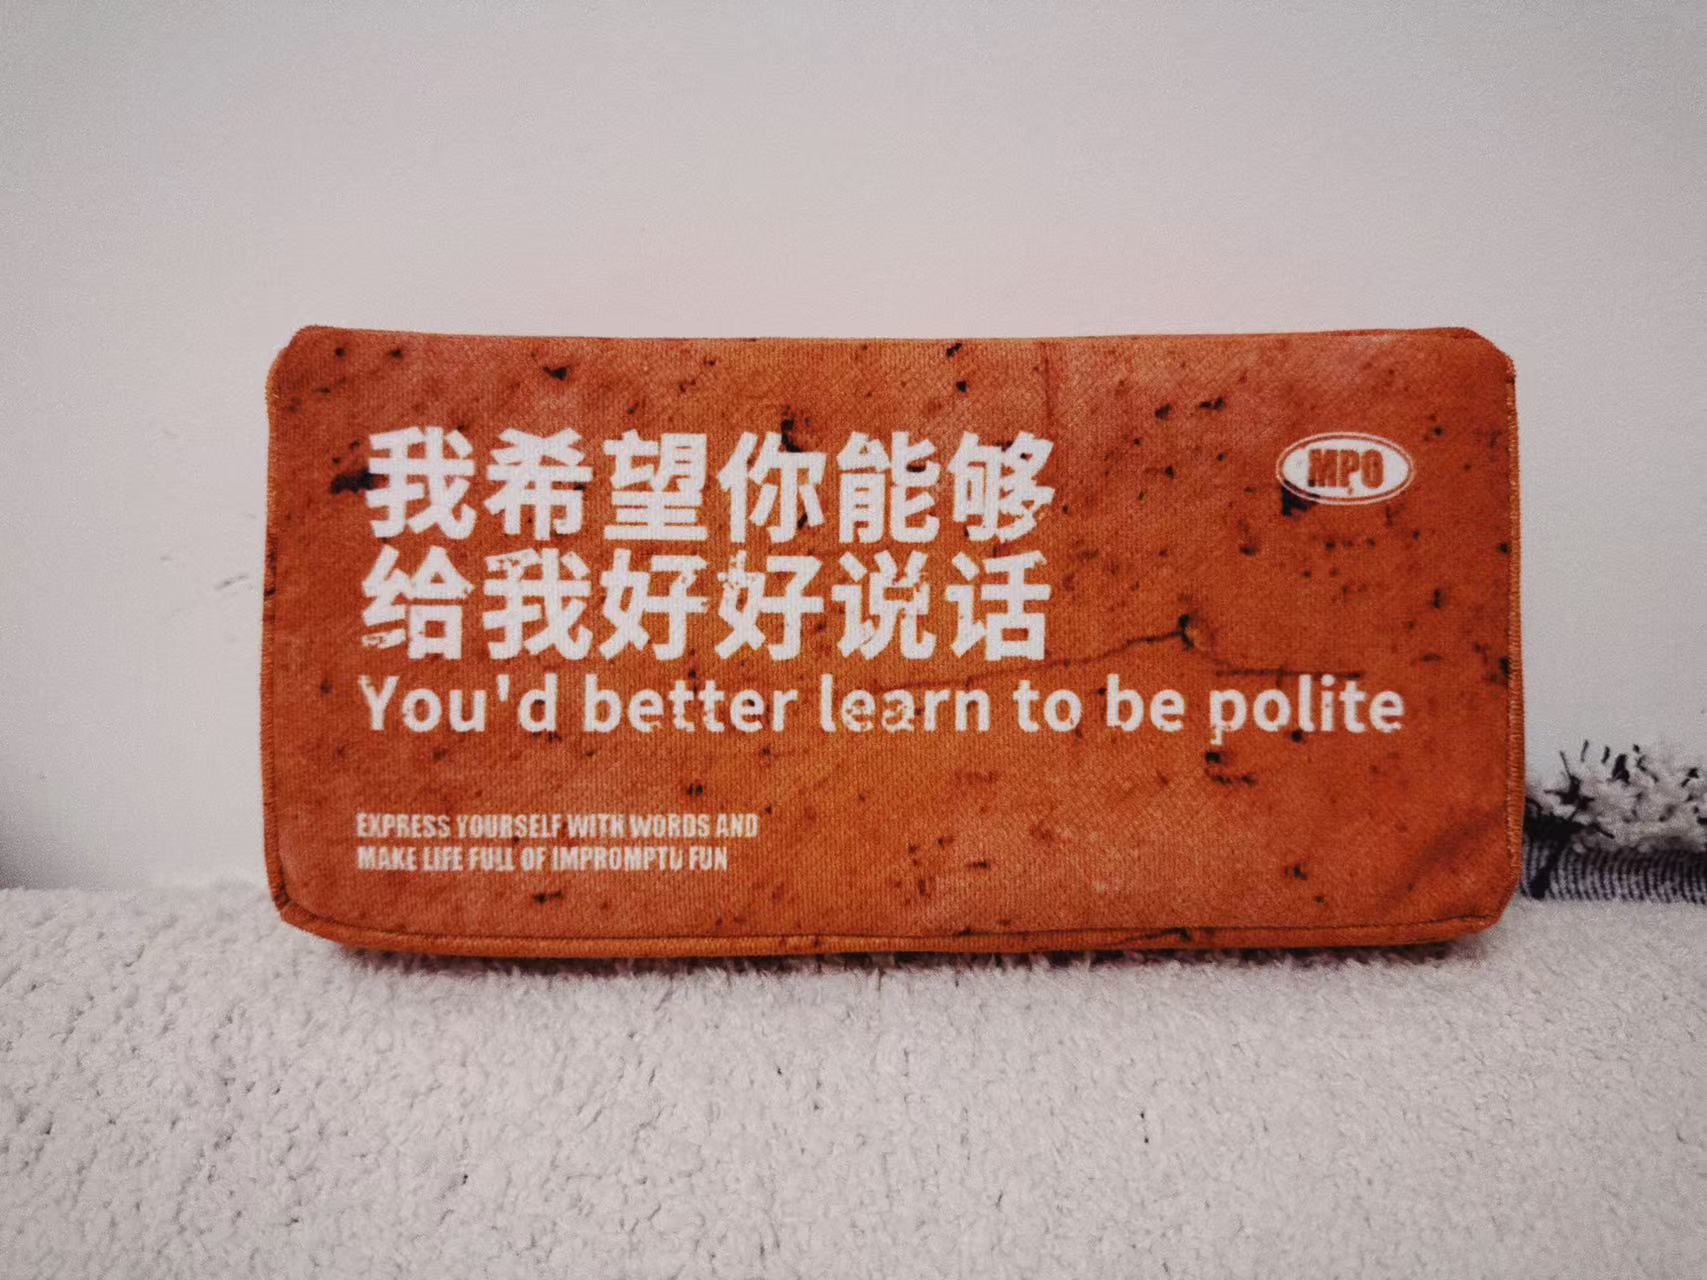 我希望你能够
给我好好说话
You'd better learn to be polite
EXPRESS YOURSELF WITH WORDS AND
MAKE LIFE FULL OF IMPROMPTU FUN
MPO